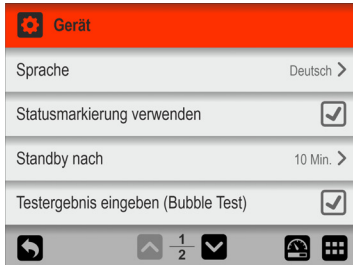 Gerät
Sprache Deutsch
Statusmarkierung verwenden
Standby nach 10 Min.
Testergebnis eingeben (Bubble Test)
1
2